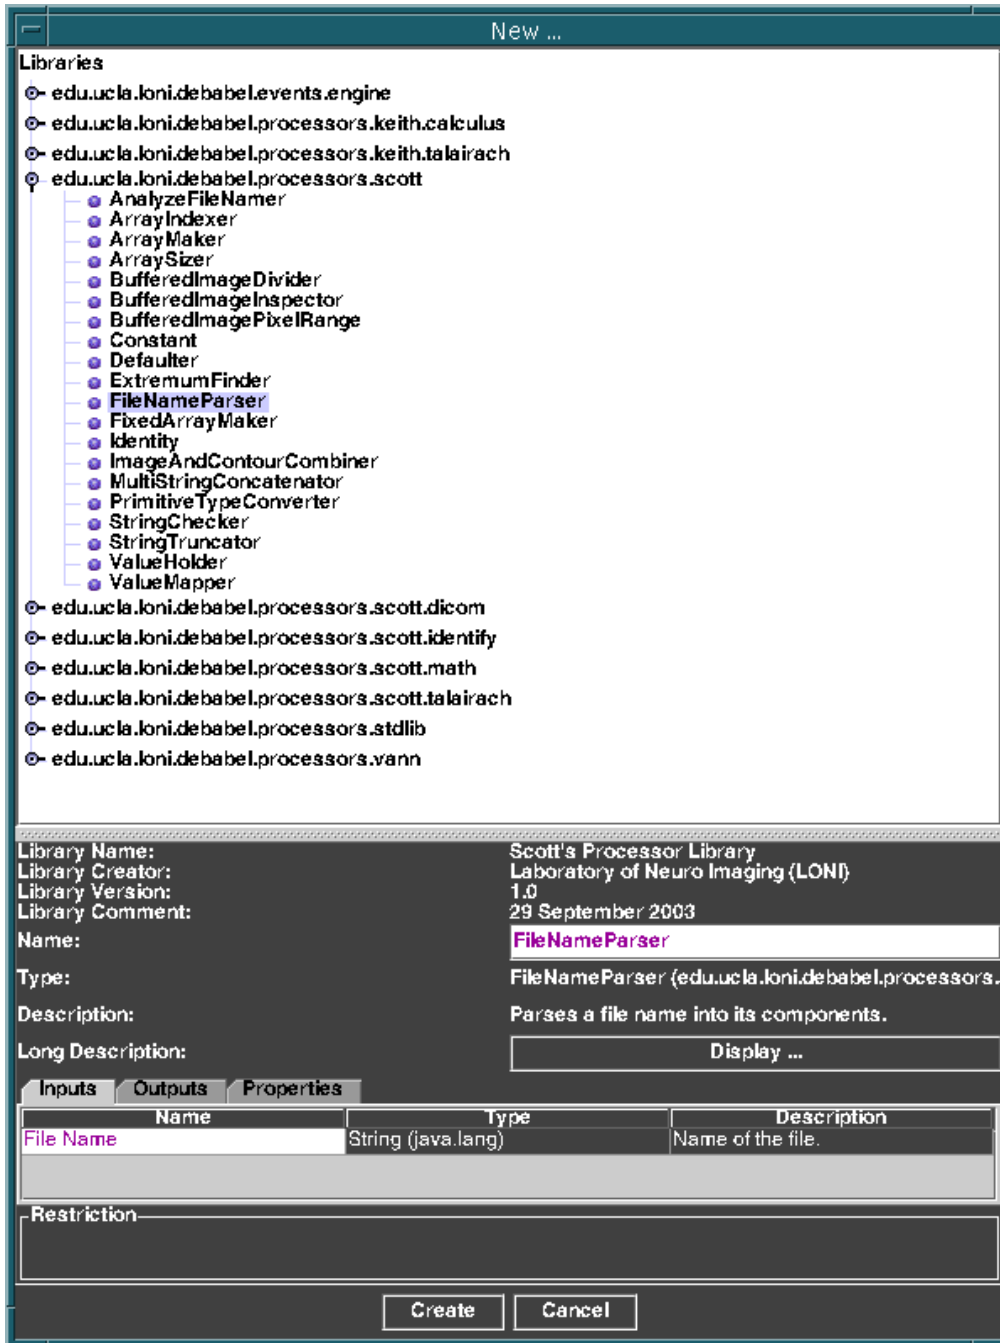 New ...
Libraries
edu.ucla.loni.debabel.events.engine
edu.ucla.loni.debabel.processors.keith.calculus
edu.ucla.loni.debabel.processors.keith.talairach
edu.ucla.loni.debabel.processors.scott
AnalyzeFileNamer
ArrayIndexer
ArrayMaker
ArraySizer
BufferedImageDivider
BufferedImageInspector
BufferedImagePixelRange
Constant
Defaulter
ExtremumFinder
FileNameParser
FixedArrayMaker
Identity
ImageAndContourCombiner
MultiStringConcatenator
PrimitiveTypeConverter
StringChecker
StringTruncator
ValueHolder
ValueMapper
edu.ucla.loni.debabel.processors.scott.dicom
edu.ucla.loni.debabel.processors.scott.identify
edu.ucla.loni.debabel.processors.scott.math
edu.ucla.loni.debabel.processors.scott.talairach
edu.ucla.loni.debabel.processors.stdlib
edu.ucla.loni.debabel.processors.vann
Library Name: Scott's Processor Library
Library Creator: Laboratory of Neuro Imaging (LONI)
Library Version: 1.0
Library Comment: 29 September 2003
Name: FileNameParser
Type: FileNameParser (edu.ucla.loni.debabel.processors.
Description: Parses a file name into its components.
Long Description: Display ...
Inputs Outputs Properties
Name Type Description
File Name String (java.lang) Name of the file.
Restriction
Create Cancel